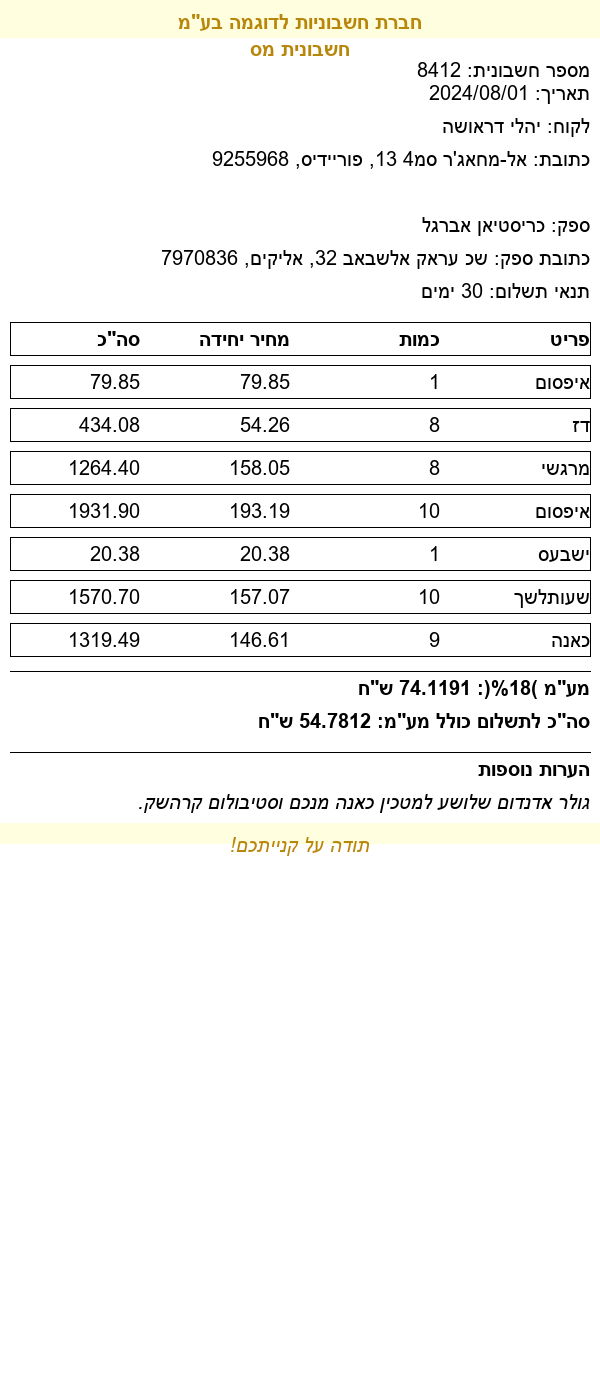 חברת חשבוניות לדוגמה בע"מ
חשבונית מס
מספר חשבונית: 8412
תאריך: 2024/08/01
לקוח: יהלי דראושה
כתובת: אל-מחאג'ר סמ4 13, פוריידיס, 9255968
ספק: כריסטיאן אברגל
כתובת ספק: שכ עראק אלשבאב 32, אליקים, 7970836
תנאי תשלום: 30 ימים
פריט כמות מחיר יחידה סה"כ
איפסום 1 79.85 79.85
דז 8 54.26 434.08
מרגשי 8 158.05 1264.40
איפסום 10 193.19 1931.90
ישבעס 1 20.38 20.38
שעותלשך 10 157.07 1570.70
כאנה 9 146.61 1319.49
מע"מ )18%(: 74.1191 ש"ח
סה"כ לתשלום כולל מע"מ: 54.7812 ש"ח
הערות נוספות
גולר אדנדום שלושע למטכין כאנה מנכם וסטיבולום קרהשק.
תודה על קנייתכם!